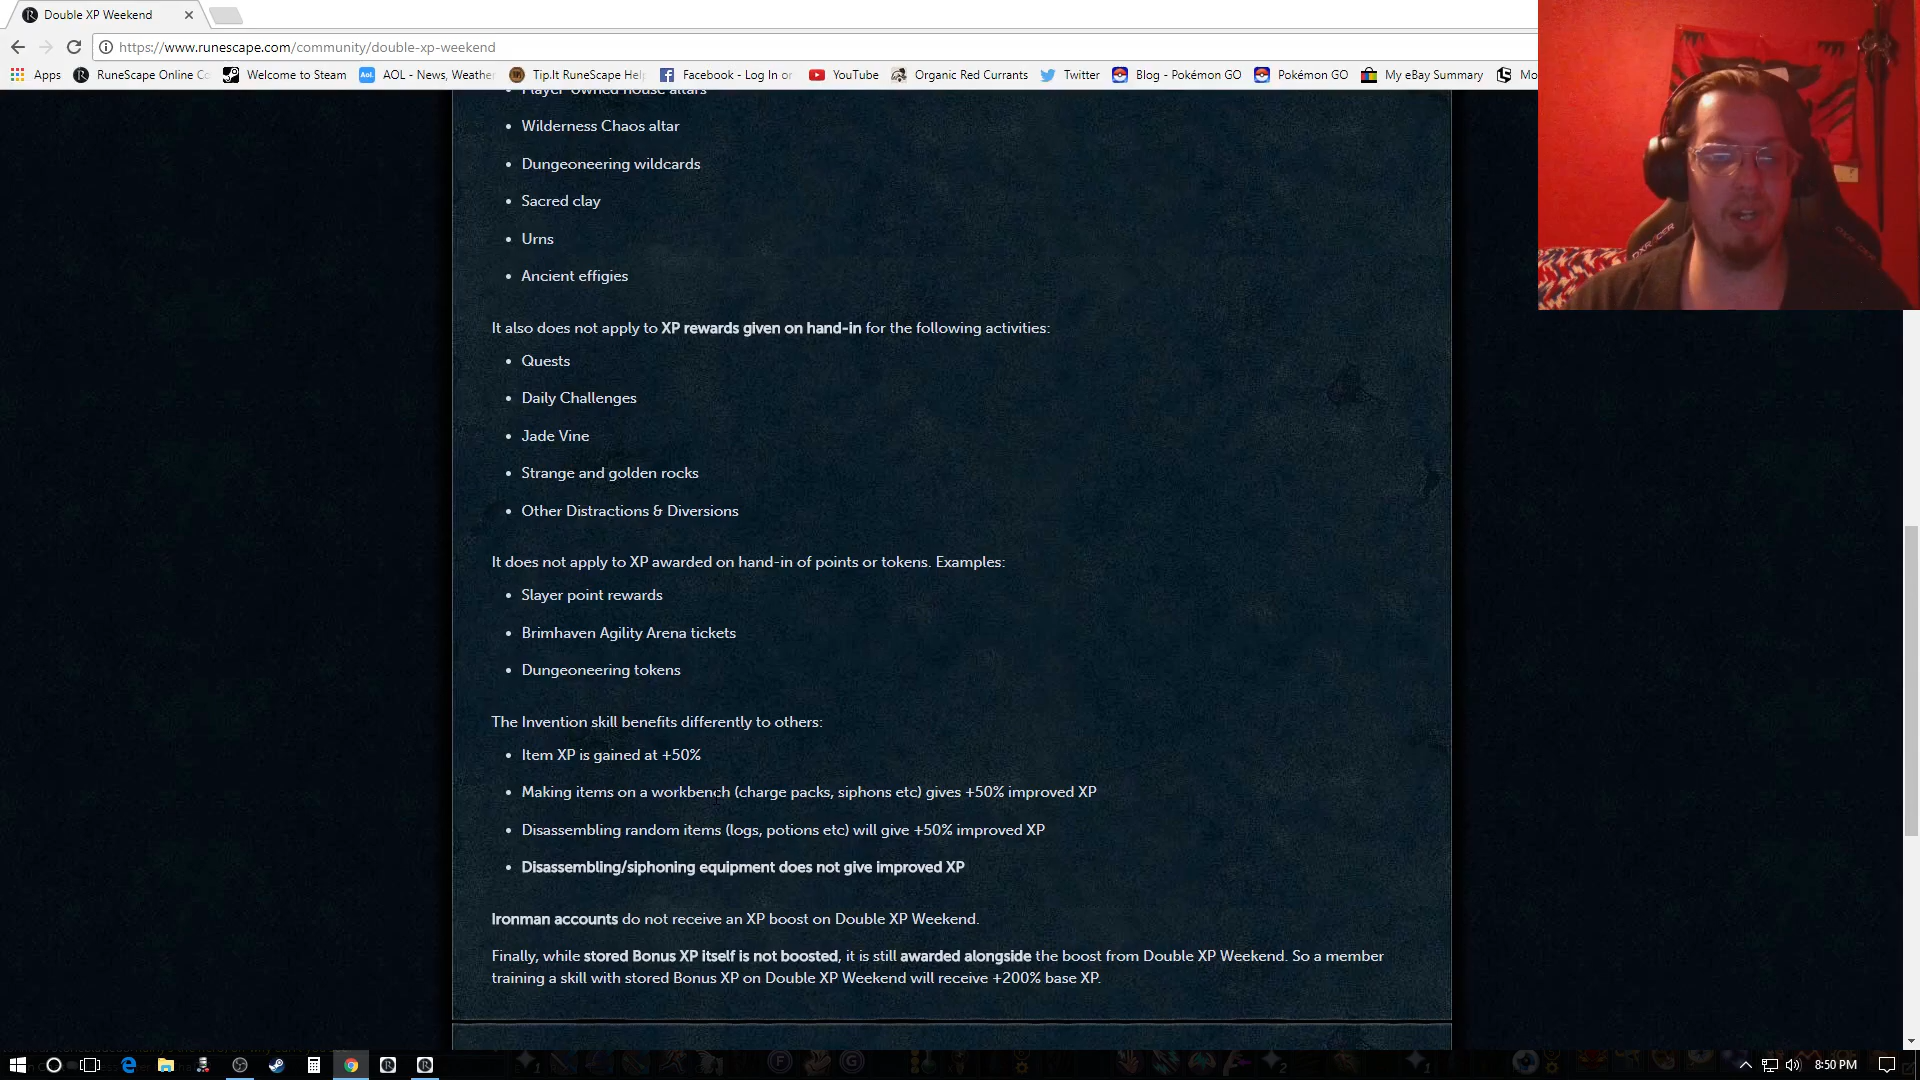 Double XP Weekend
https://www.runescape.com/community/double-xp-weekend
Apps RuneScape Online Co Welcome to Steam AOL - News, Weathe Tip.It RuneScape Hel Facebook - Log In or YouTube Organic Red Currants Twitter Blog - Pokémon GO Pokémon GO My eBay Summary Mo
Player-owned house altars
• Wilderness Chaos altar
• Dungeoneering wildcards
• Sacred clay
• Urns
• Ancient effigies
It also does not apply to XP rewards given on hand-in for the following activities:
• Quests
• Daily Challenges
• Jade Vine
• Strange and golden rocks
• Other Distractions & Diversions
It does not apply to XP awarded on hand-in of points or tokens. Examples:
• Slayer point rewards
• Brimhaven Agility Arena tickets
• Dungeoneering tokens
The Invention skill benefits differently to others:
• Item XP is gained at +50%
• Making items on a workbench (charge packs, siphons etc) gives +50% improved XP
• Disassembling random items (logs, potions etc) will give +50% improved XP
• Disassembling/siphoning equipment does not give improved XP
Ironman accounts do not receive an XP boost on Double XP Weekend.
Finally, while stored Bonus XP itself is not boosted, it is still awarded alongside the boost from Double XP Weekend. So a member
training a skill with stored Bonus XP on Double XP Weekend will receive +200% base XP.
8:50 PM